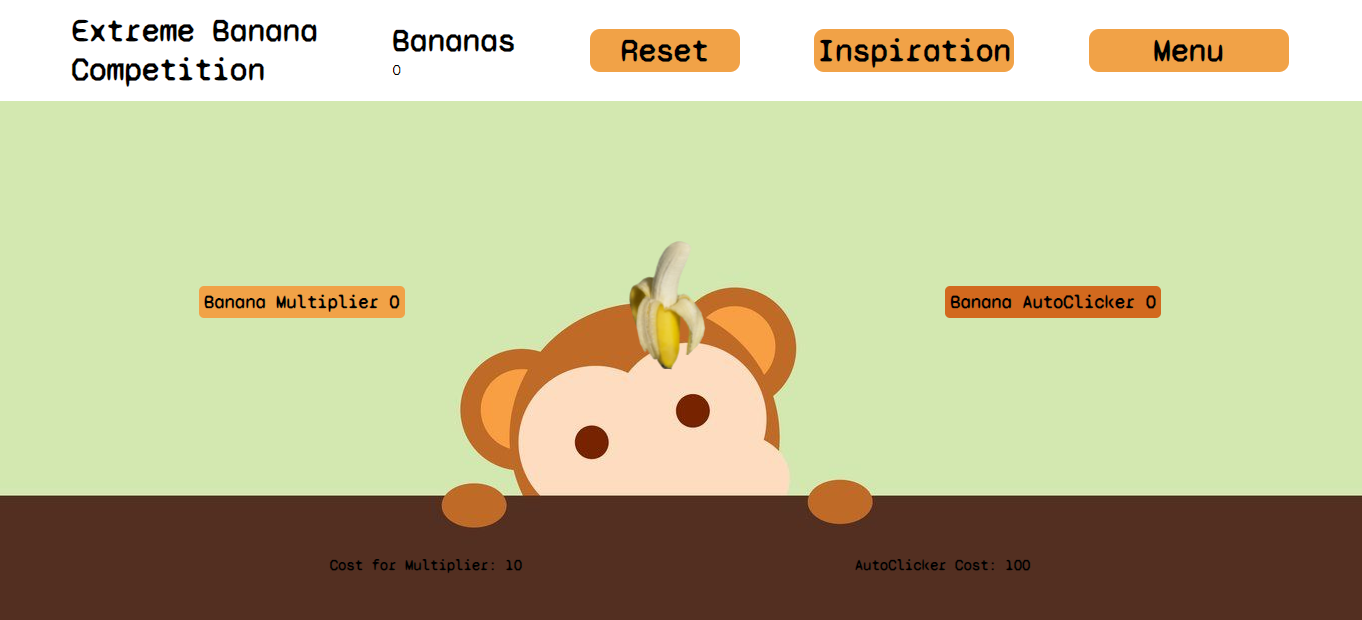 Extreme Banana
Competition
Bananas
0
Reset
Inspiration
Menu
Banana Multiplier 0
Banana AutoClicker 0
Cost for Multiplier: 10
AutoClicker Cost: 100